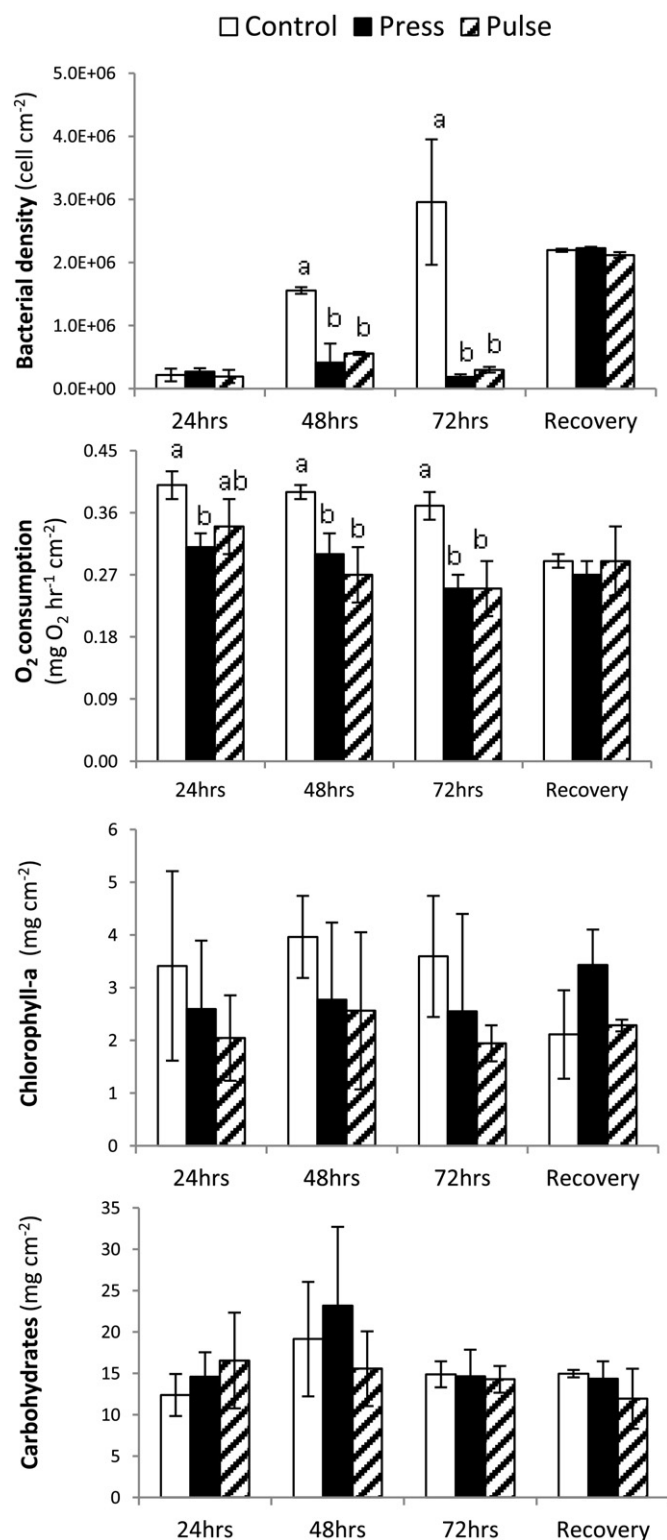 Control Press Pulse
Bacterial density (cell cm⁻²)
5.0E+06
4.0E+06
3.0E+06
2.0E+06
1.0E+06
0.0E+00
a
b
b
a
b
b
24hrs 48hrs 72hrs Recovery
O₂ consumption
(mg O₂ hr⁻¹ cm⁻²)
0.45
0.36
0.27
0.18
0.09
0.00
a
b
ab
a
b
b
a
b
b
24hrs 48hrs 72hrs Recovery
Chlorophyll-a (mg cm⁻²)
6
5
4
3
2
1
0
24hrs 48hrs 72hrs Recovery
Carbohydrates (mg cm⁻²)
35
30
25
20
15
10
5
0
24hrs 48hrs 72hrs Recovery